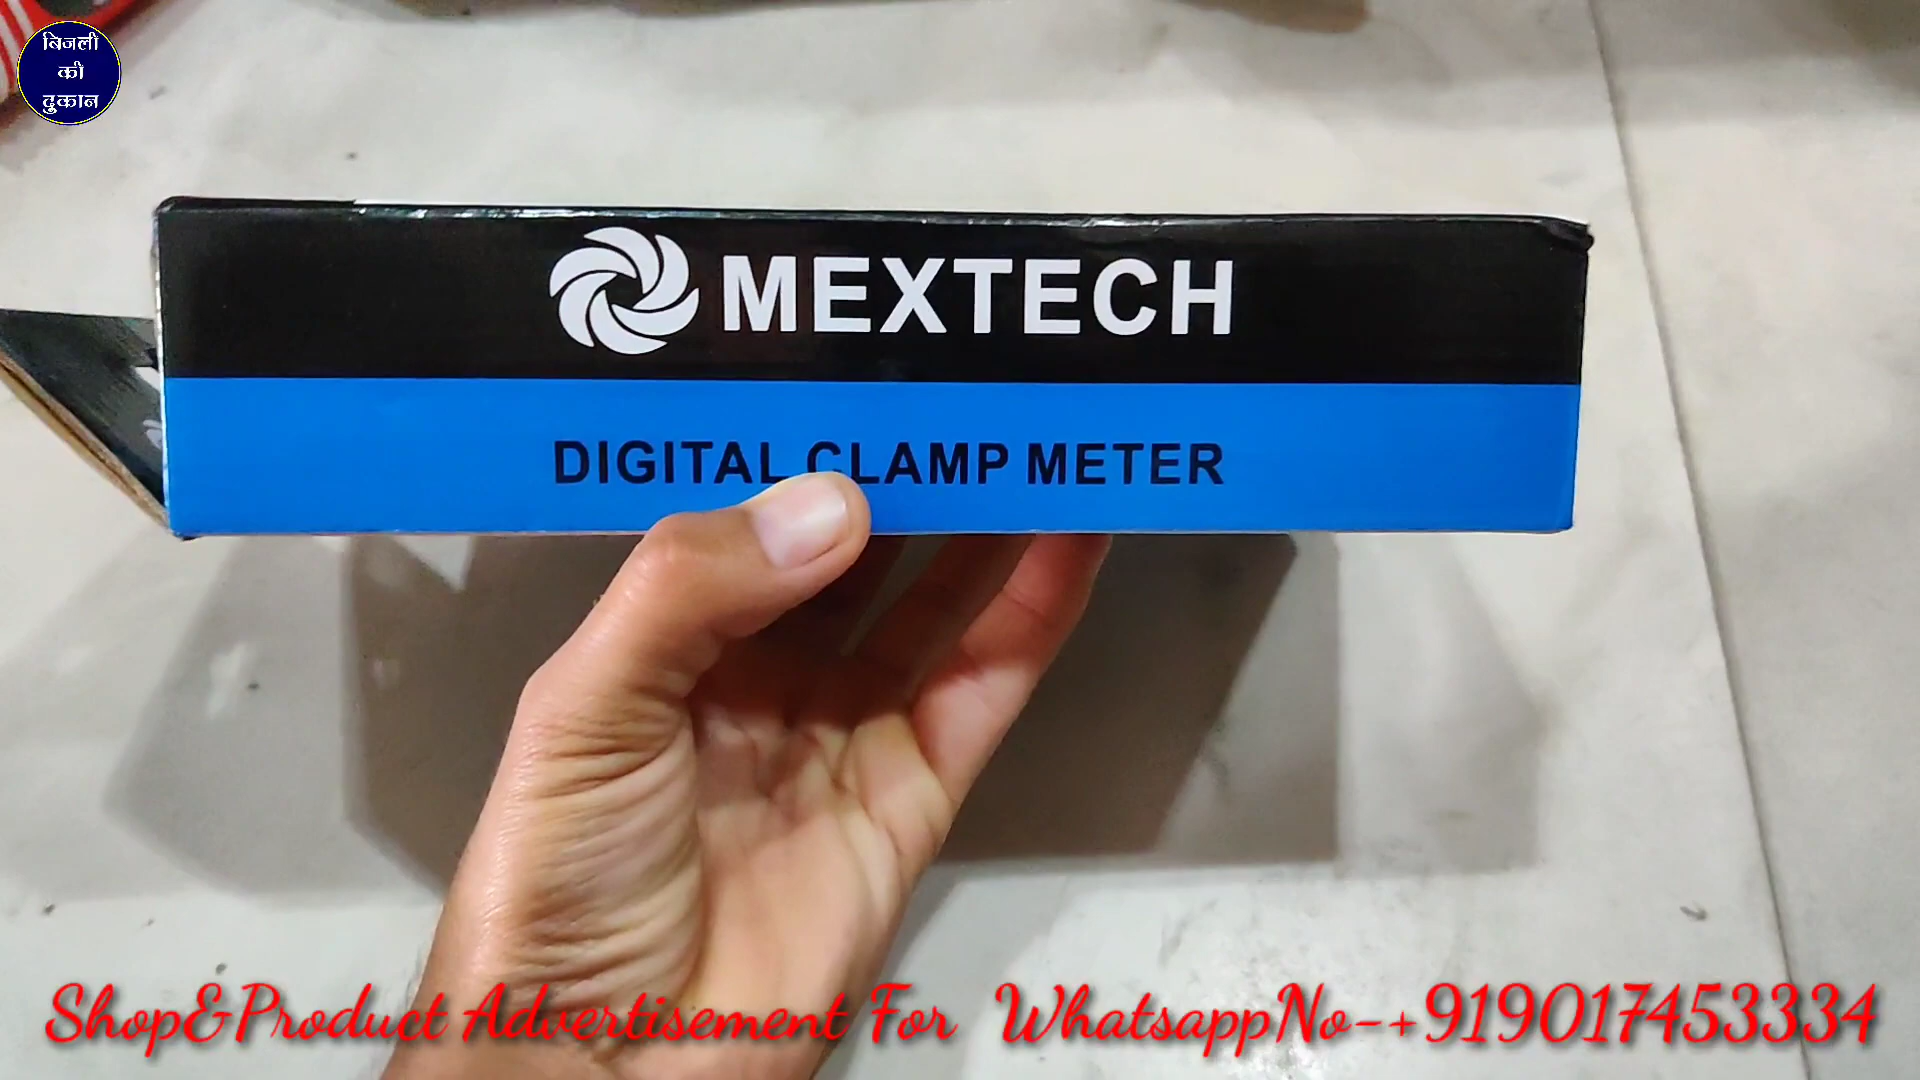 बिजली
की
दुकान
MEXTECH
DIGITAL CLAMP METER
Shop&Product Advertisement For WhatsappNo-+919017453334